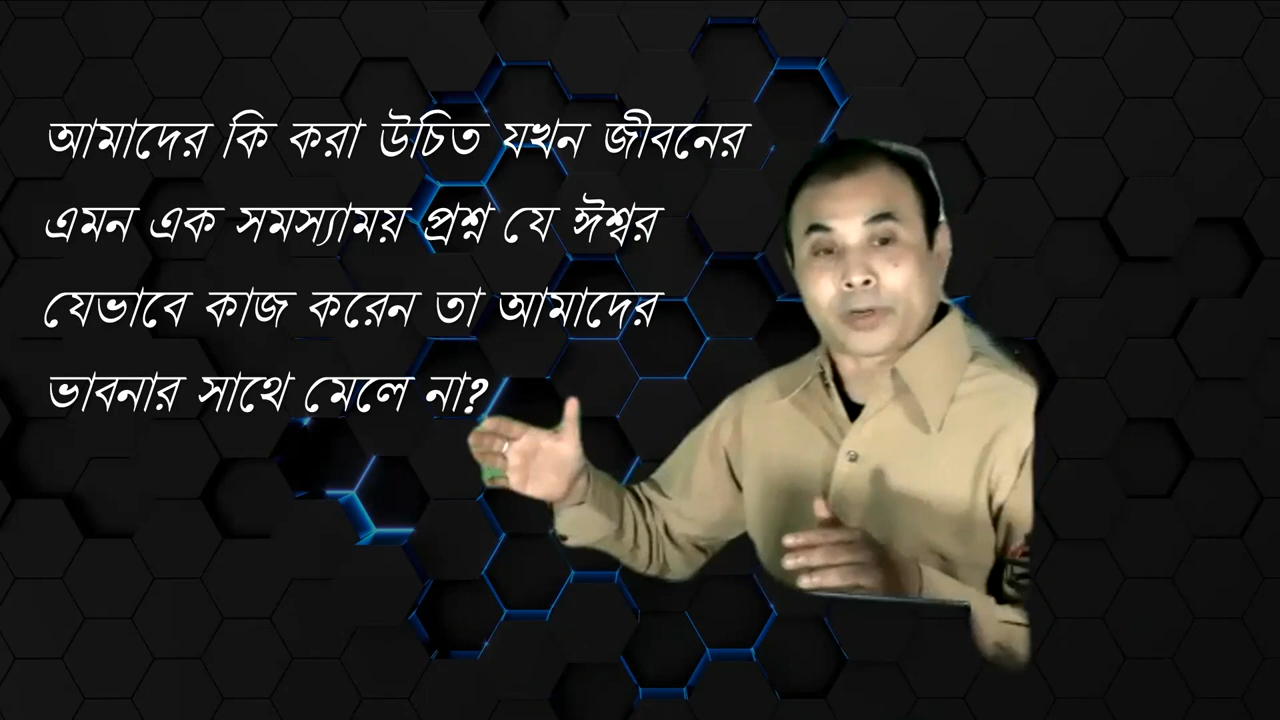 আমাদের কি করা উচিত যখন জীবনের
এমন এক সমস্যাময় প্রশ্ন যে ঈশ্বর
যেভাবে কাজ করেন তা আমাদের
ভাবনার সাথে মেলে না?